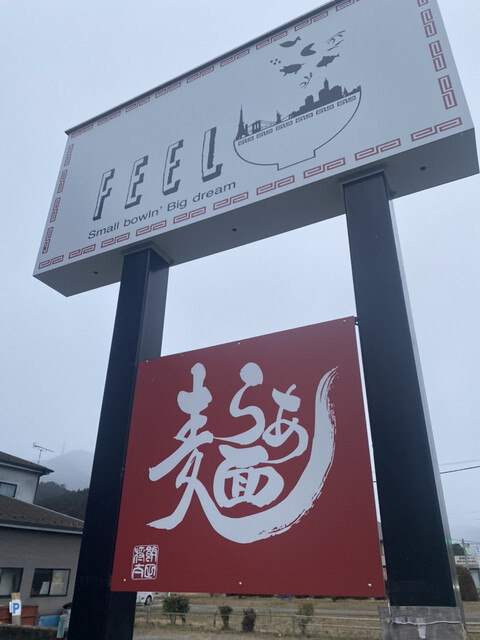 FEEL
Small bowln' Big dream
らぁ麺
P